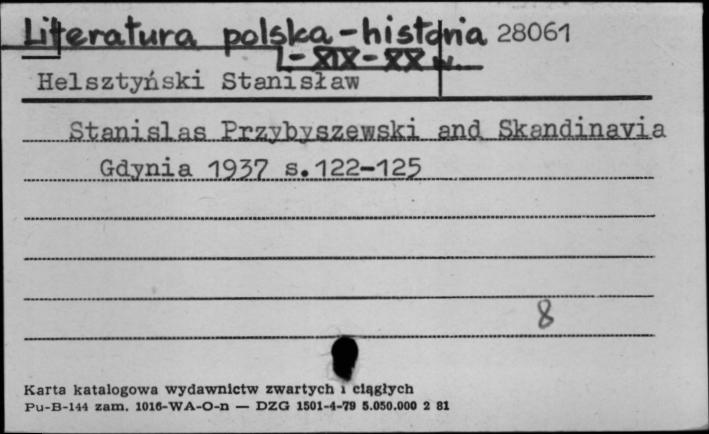 Literatura polska-historia 28061
-XIX-XX w.
Helsztyński Stanisław
Stanislas Przybyszewski and Skandinavia
Gdynia 1937 s.122-125
8
Karta katalogowa wydawnictw zwartych i ciągłych
Pu-B-144 zam. 1016-WA-O-n — DZG 1501-4-79 5.050.000 2 81